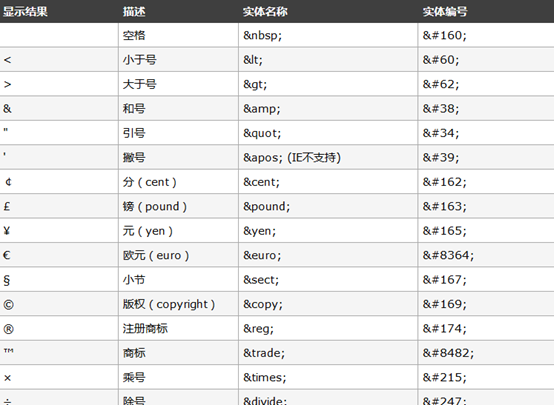 显示结果 描述 实体名称 实体编号
空格 &nbsp; &#160;
< 小于号 &lt; &#60;
> 大于号 &gt; &#62;
& 和号 &amp; &#38;
" 引号 &quot; &#34;
' 撇号 &apos; (IE不支持) &#39;
¢ 分（cent） &cent; &#162;
£ 镑（pound） &pound; &#163;
¥ 元（yen） &yen; &#165;
€ 欧元（euro） &euro; &#8364;
§ 小节 &sect; &#167;
© 版权（copyright） &copy; &#169;
® 注册商标 &reg; &#174;
™ 商标 &trade; &#8482;
× 乘号 &times; &#215;
÷ 除号 &divide; &#247;